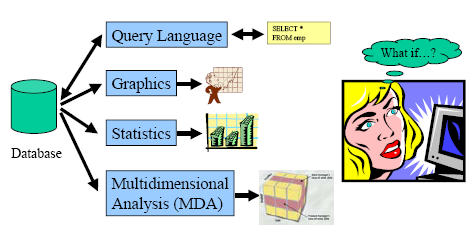 Query Language
SELECT *
FROM emp
What if...?
Graphics
Statistics
Database
Multidimensional
Analysis (MDA)